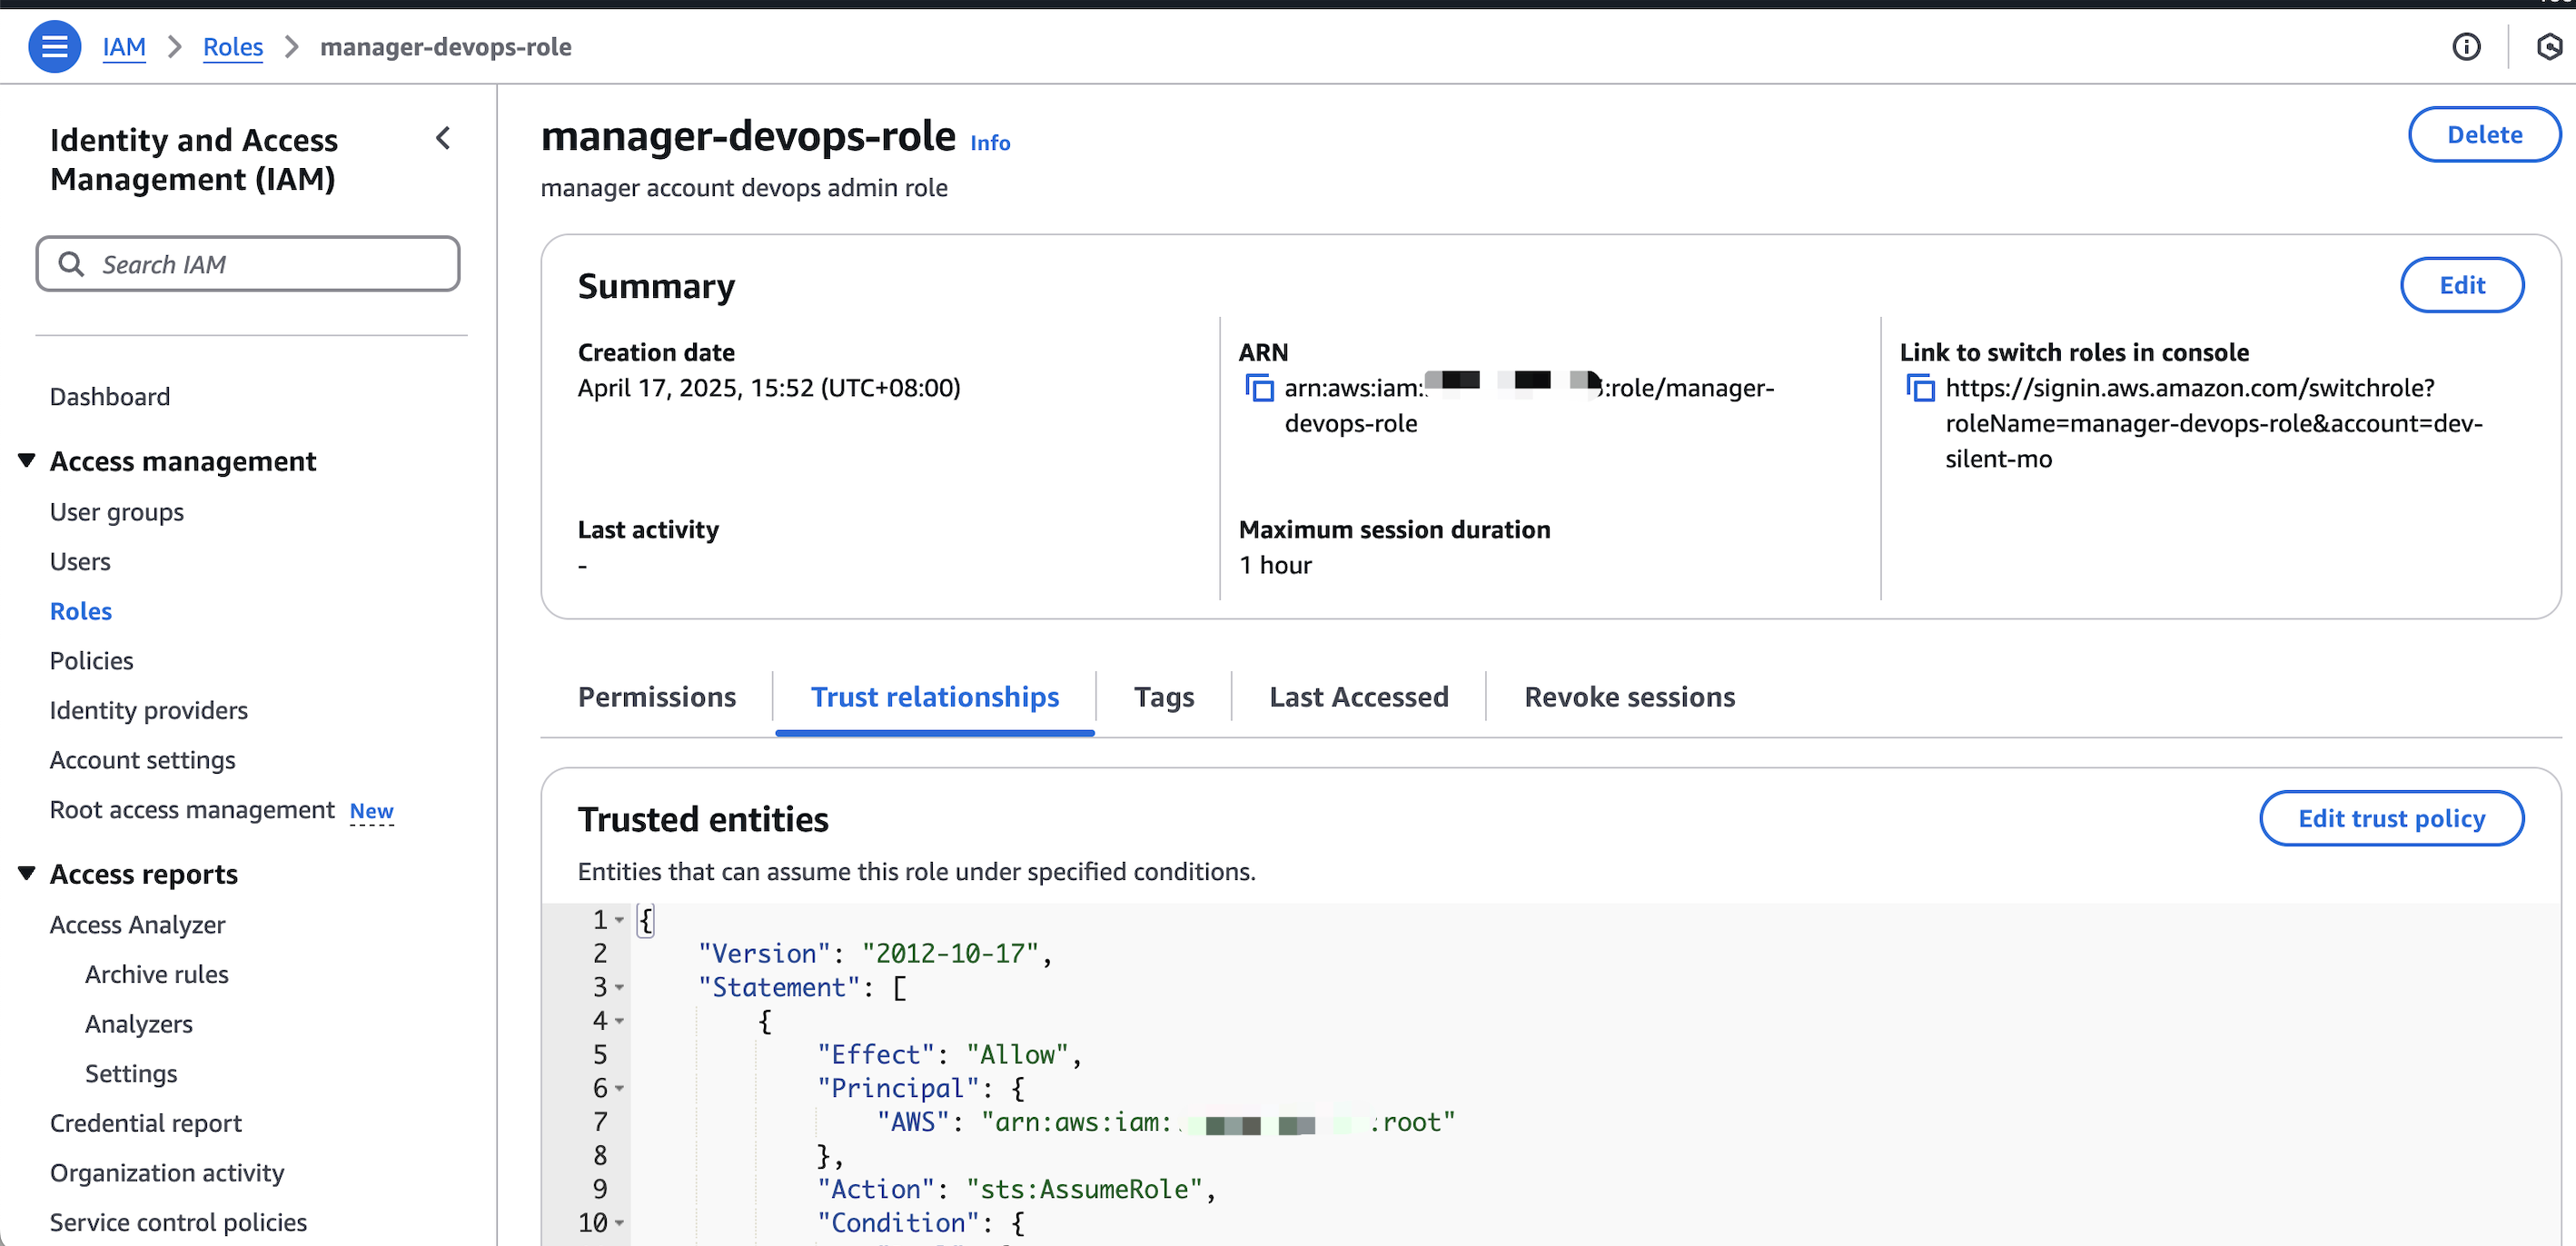 IAM > Roles > manager-devops-role
Identity and Access
Management (IAM)
Search IAM
Dashboard
Access management
User groups
Users
Roles
Policies
Identity providers
Account settings
Root access management New
Access reports
Access Analyzer
Archive rules
Analyzers
Settings
Credential report
Organization activity
Service control policies
manager-devops-role Info
Delete
manager account devops admin role
Summary
Edit
Creation date
April 17, 2025, 15:52 (UTC+08:00)
ARN
arn:aws:iam: :role/manager-
devops-role
Link to switch roles in console
https://signin.aws.amazon.com/switchrole?
roleName=manager-devops-role&account=dev-
silent-mo
Last activity
-
Maximum session duration
1 hour
Permissions
Trust relationships
Tags
Last Accessed
Revoke sessions
Trusted entities
Edit trust policy
Entities that can assume this role under specified conditions.
1 {
2 "Version": "2012-10-17",
3 "Statement": [
4 {
5 "Effect": "Allow",
6 "Principal": {
7 "AWS": "arn:aws:iam: :root"
8 },
9 "Action": "sts:AssumeRole",
10 "Condition": {